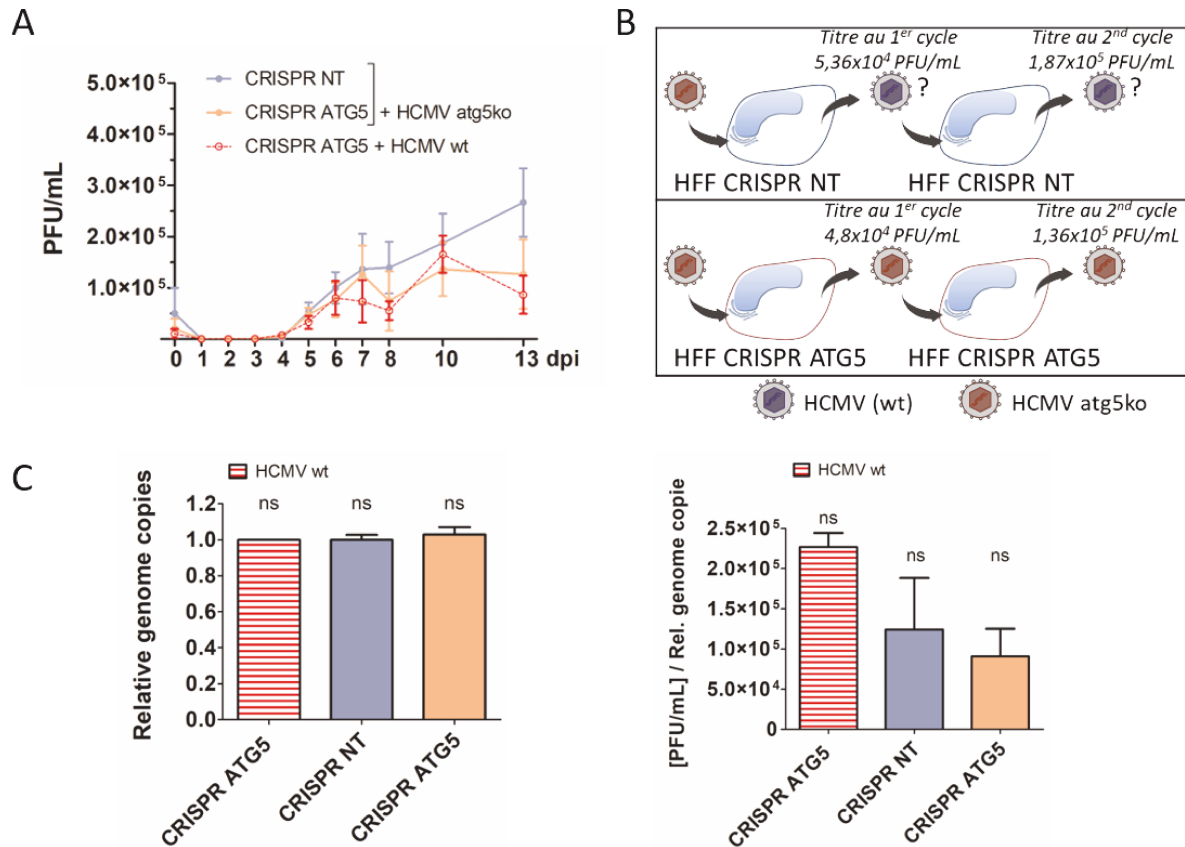 A
PFU/mL
5.0×10⁵
4.0×10⁵
3.0×10⁵
2.0×10⁵
1.0×10⁵
0 1 2 3 4 5 6 7 8 10 13 dpi
CRISPR NT
CRISPR ATG5 + HCMV atg5ko
CRISPR ATG5 + HCMV wt
B
Titre au 1er cycle
5,36x10⁴ PFU/mL
?
Titre au 2nd cycle
1,87x10⁵ PFU/mL
?
HFF CRISPR NT HFF CRISPR NT
Titre au 1er cycle
4,8x10⁴ PFU/mL
Titre au 2nd cycle
1,36x10⁵ PFU/mL
HFF CRISPR ATG5 HFF CRISPR ATG5
HCMV (wt) HCMV atg5ko
C
HCMV wt
Relative genome copies
1.2
1.0
0.8
0.6
0.4
0.2
0.0
ns ns ns
CRISPR ATG5
CRISPR NT
CRISPR ATG5
HCMV wt
[PFU/mL] / Rel. genome copie
2.5×10⁵
2.0×10⁵
1.5×10⁵
1.0×10⁵
5.0×10⁴
0
ns
ns ns
CRISPR ATG5
CRISPR NT
CRISPR ATG5